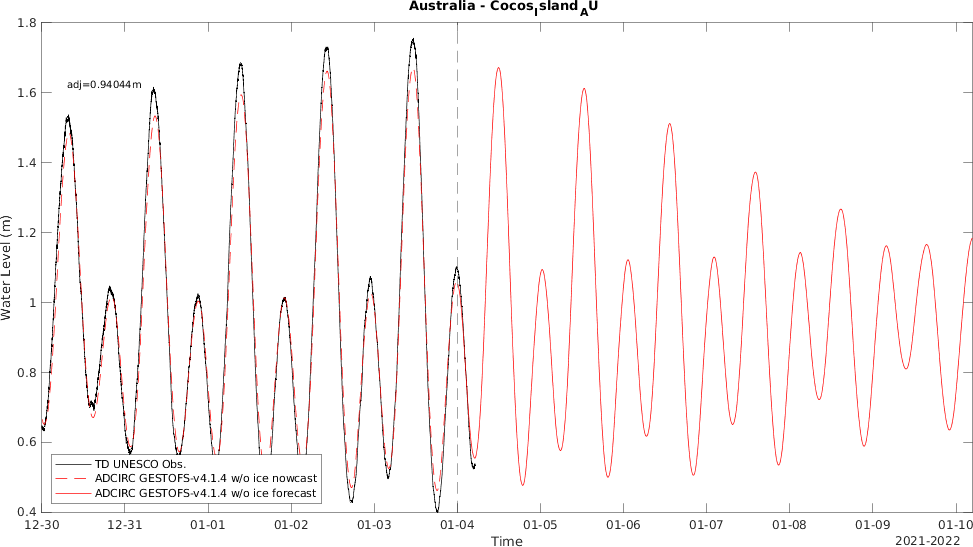 Australia - Cocos_Island_AU
1.8
1.6
adj=0.94044m
1.4
1.2
Water Level (m)
1
0.8
0.6
TD UNESCO Obs.
ADCIRC GESTOFS-v4.1.4 w/o ice nowcast
ADCIRC GESTOFS-v4.1.4 w/o ice forecast
0.4
12-30 12-31 01-01 01-02 01-03 01-04 01-05 01-06 01-07 01-08 01-09 01-10
Time
2021-2022